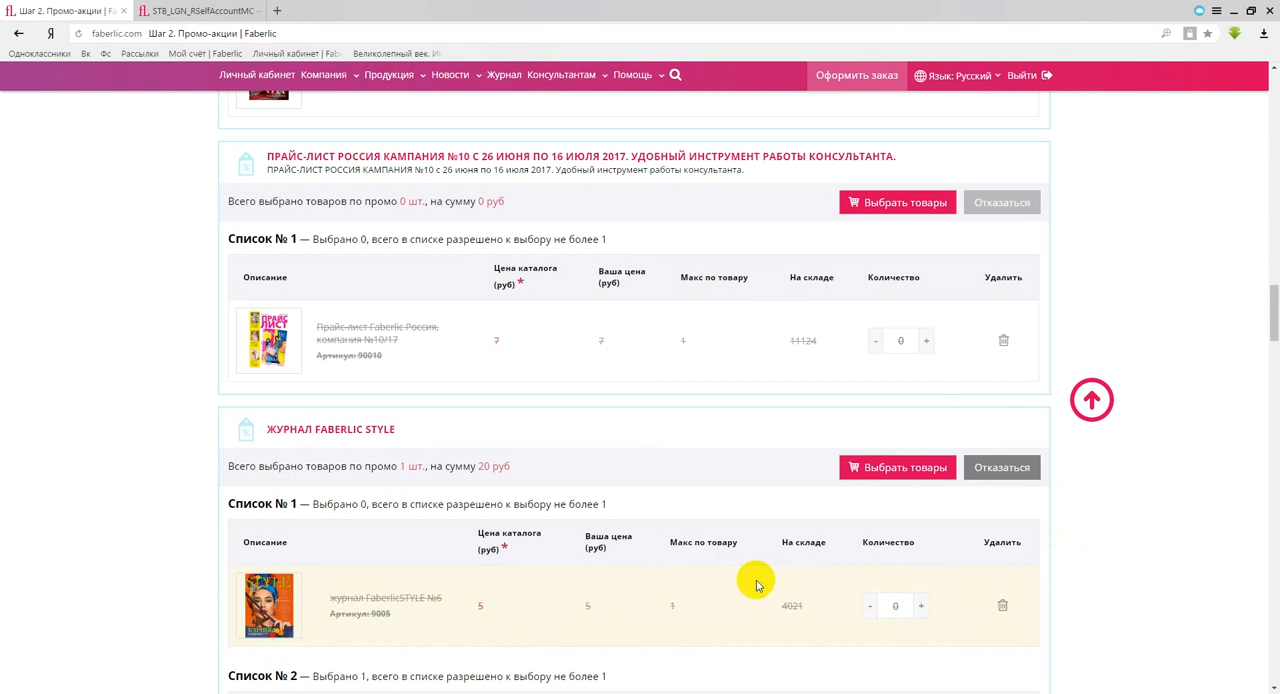 Шаг 2. Промо-акции | Fa
STB_LGN_RSelfAccountMC
faberlic.com Шаг 2. Промо-акции | Faberlic
Одноклассники Вк Фс Рассылки Мой счёт | Faberlic Личный кабинет | Fab Великолепный век.
Личный кабинет Компания Продукция Новости Журнал Консультантам Помощь Оформить заказ Язык: Русский Выйти
ПРАЙС-ЛИСТ РОССИЯ КАМПАНИЯ №10 С 26 ИЮНЯ ПО 16 ИЮЛЯ 2017. УДОБНЫЙ ИНСТРУМЕНТ РАБОТЫ КОНСУЛЬТАНТА.
ПРАЙС-ЛИСТ РОССИЯ КАМПАНИЯ №10 С 26 июня по 16 июля 2017. Удобный инструмент работы консультанта.
Всего выбрано товаров по промо 0 шт., на сумму 0 руб Выбрать товары Отказаться
Список № 1 — Выбрано 0, всего в списке разрешено к выбору не более 1
Описание Цена каталога (руб) * Ваша цена (руб) Макс по товару На складе Количество Удалить
ПРАЙС ЛИСТ
Прайс-лист Faberlic Россия,
компания №10/17
Артикул: 90010
7 7 1 11124 - 0 +
ЖУРНАЛ FABERLIC STYLE
Всего выбрано товаров по промо 1 шт., на сумму 20 руб Выбрать товары Отказаться
Список № 1 — Выбрано 0, всего в списке разрешено к выбору не более 1
Описание Цена каталога (руб) * Ваша цена (руб) Макс по товару На складе Количество Удалить
STYLE
журнал FaberlicSTYLE №6
Артикул: 9005
5 5 1 4021 - 0 +
Список № 2 — Выбрано 1, всего в списке разрешено к выбору не более 1